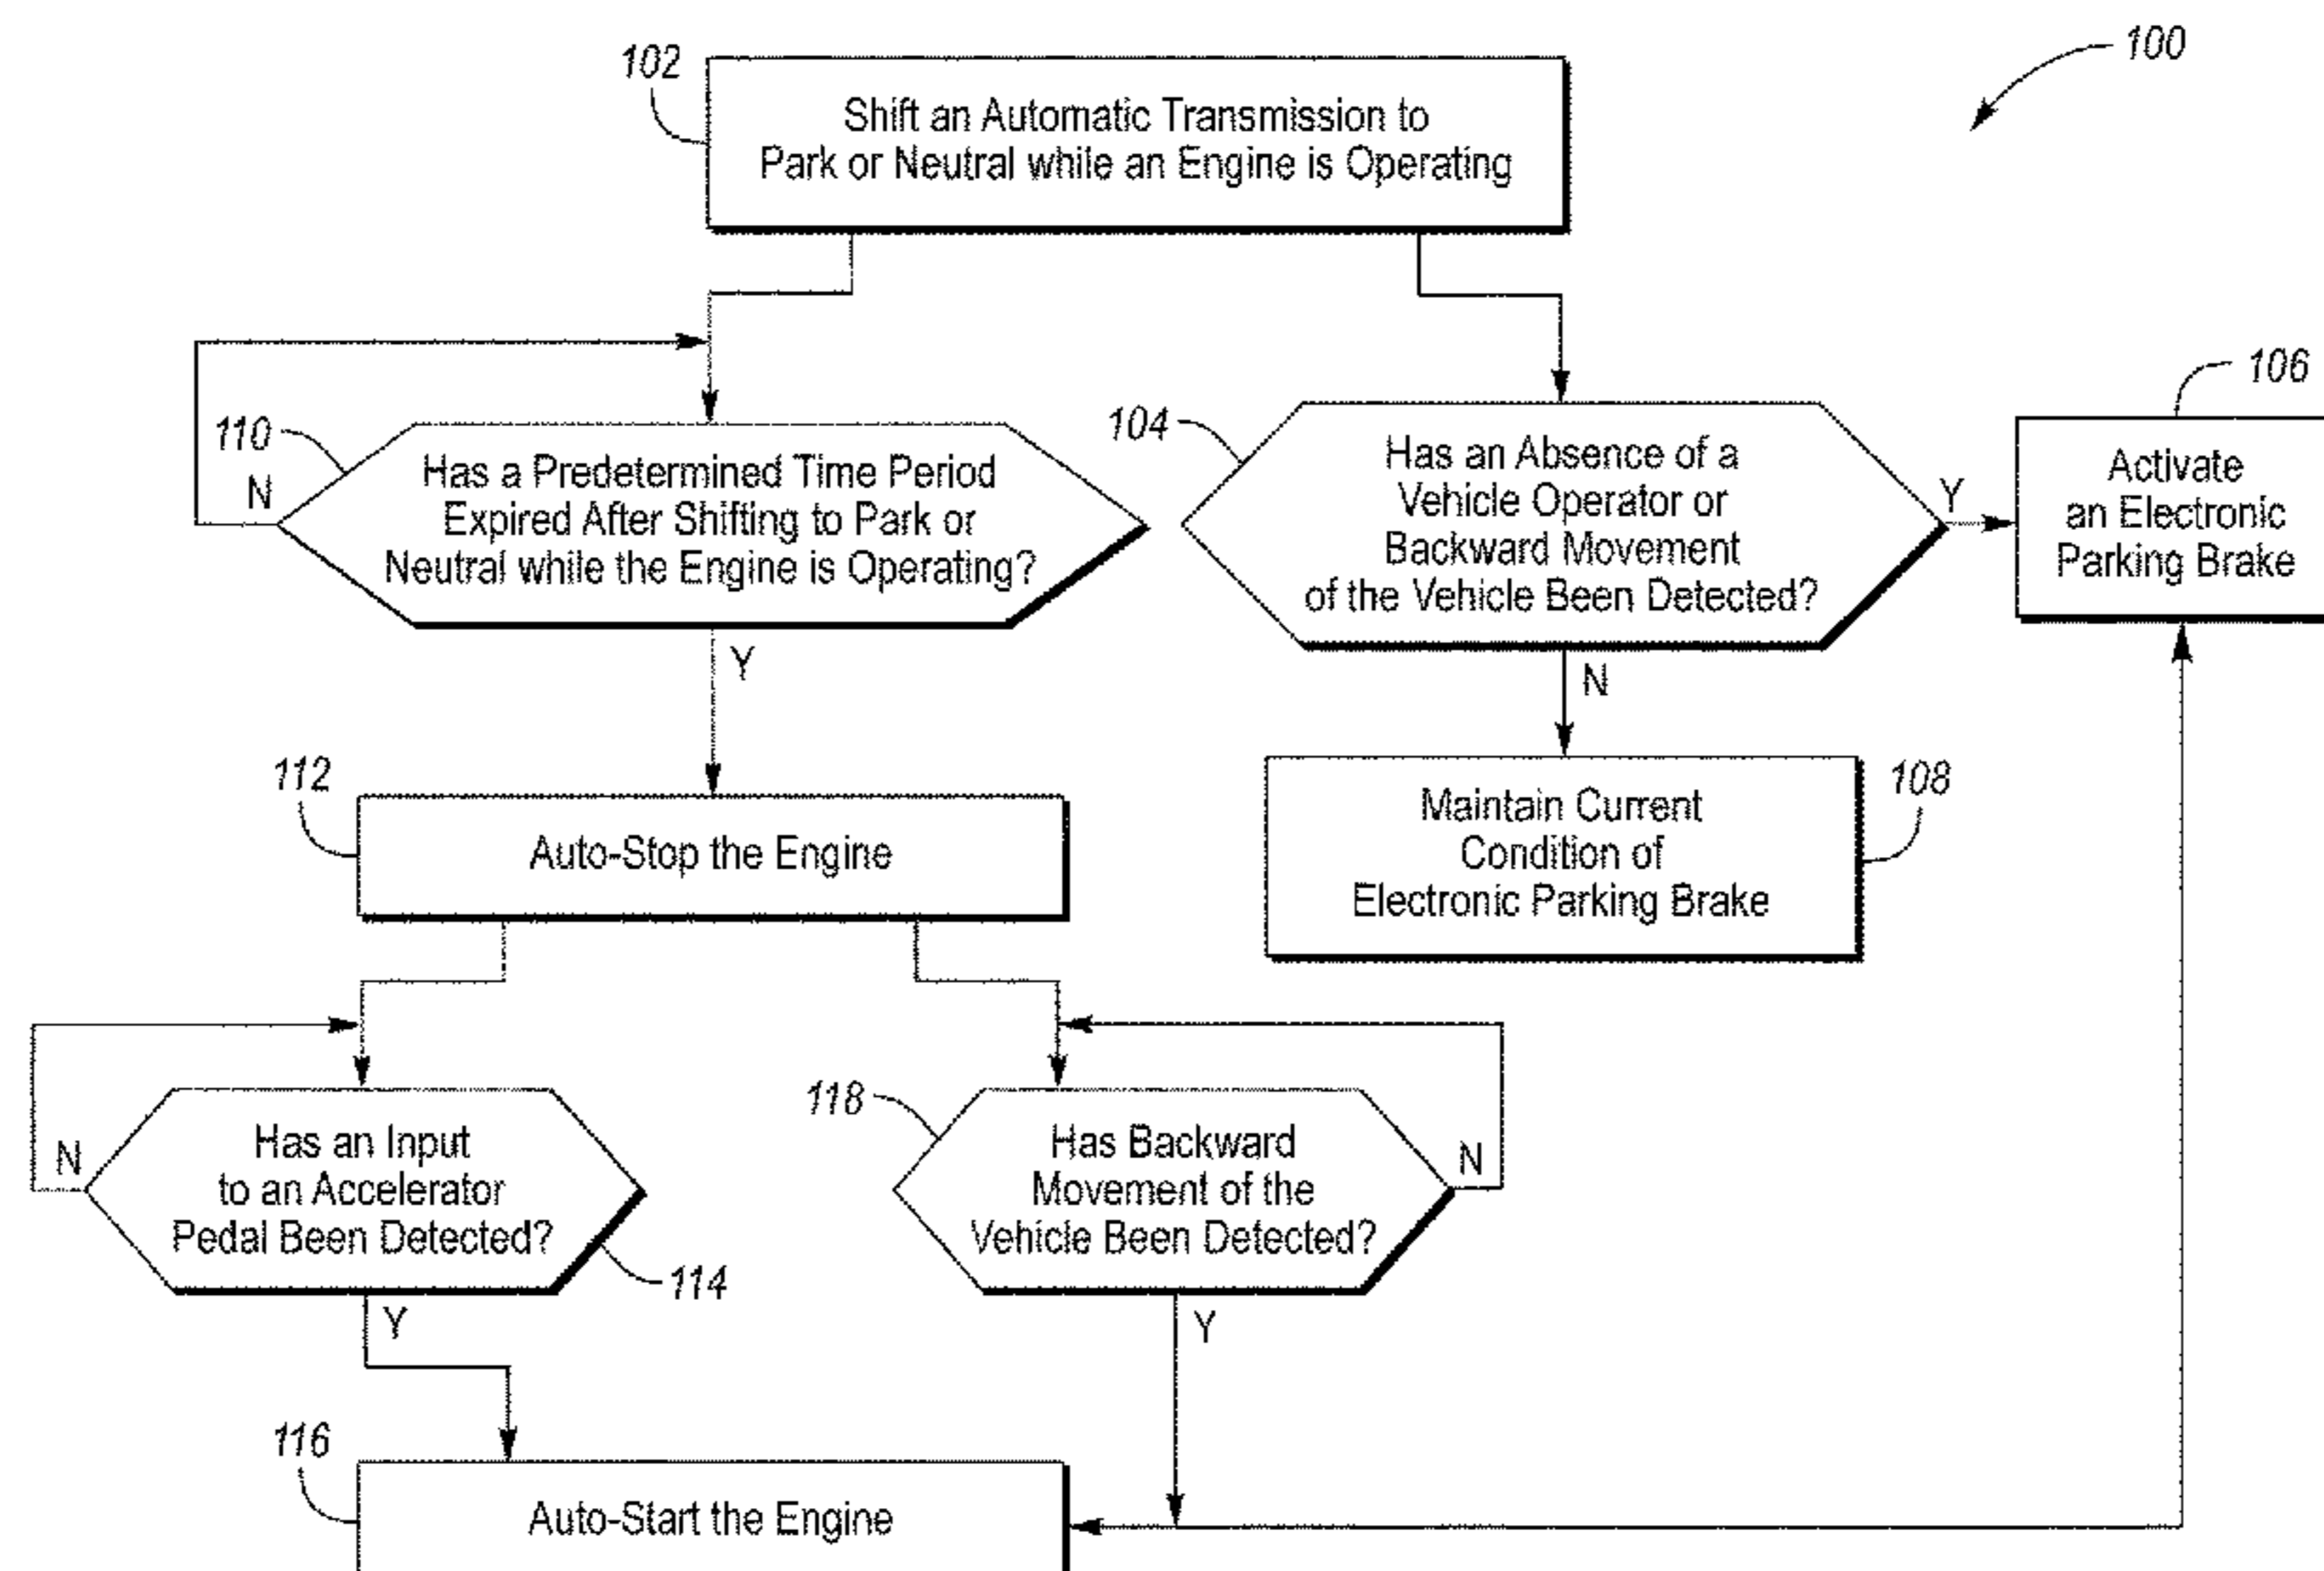 100
102
Shift an Automatic Transmission to
Park or Neutral while an Engine is Operating
110
N
Has a Predetermined Time Period
Expired After Shifting to Park or
Neutral while the Engine is Operating?
Y
104
Has an Absence of a
Vehicle Operator or
Backward Movement
of the Vehicle Been Detected?
Y
N
106
Activate
an Electronic
Parking Brake
108
Maintain Current
Condition of
Electronic Parking Brake
112
Auto-Stop the Engine
N
Has an Input
to an Accelerator
Pedal Been Detected?
114
Y
118
Has Backward
Movement of the
Vehicle Been Detected?
N
Y
116
Auto-Start the Engine